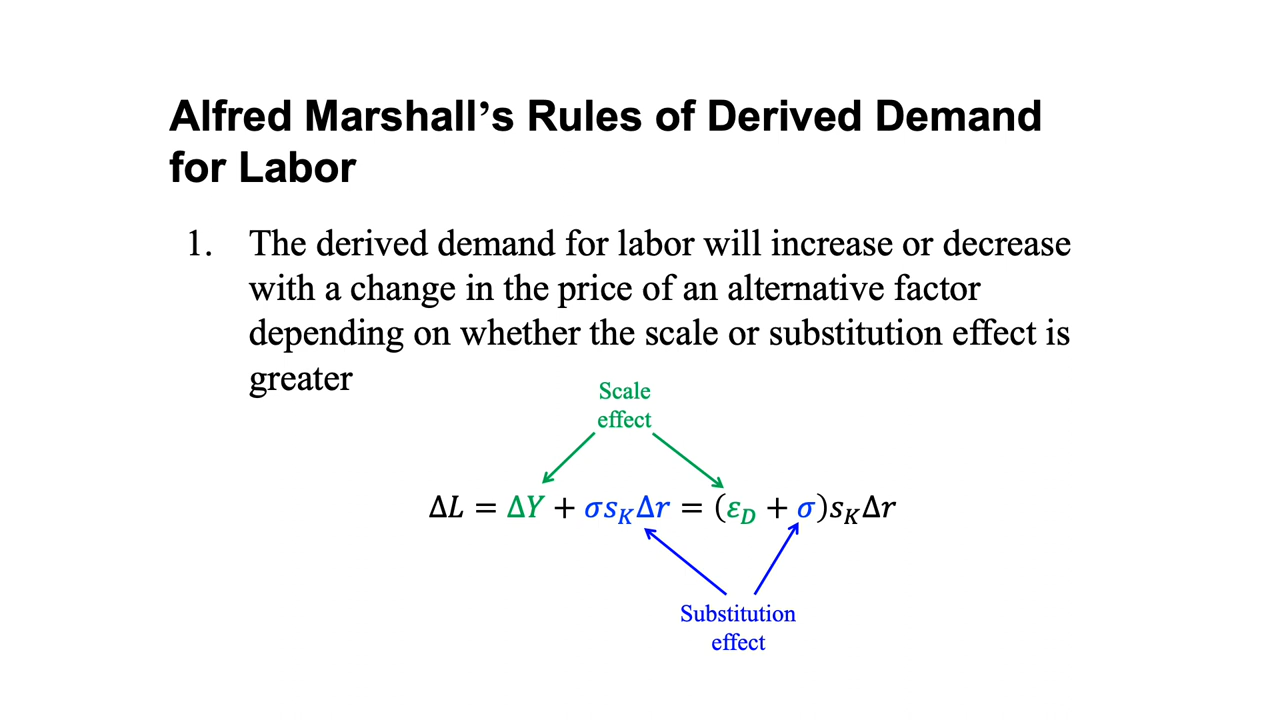 Alfred Marshall’s Rules of Derived Demand
for Labor
1. The derived demand for labor will increase or decrease
with a change in the price of an alternative factor
depending on whether the scale or substitution effect is
greater
Scale
effect
Δ𝐿 = Δ𝑌 + 𝜎𝑠_𝐾Δ𝑟 = (𝜀_𝐷 + 𝜎)𝑠_𝐾Δ𝑟
Substitution
effect